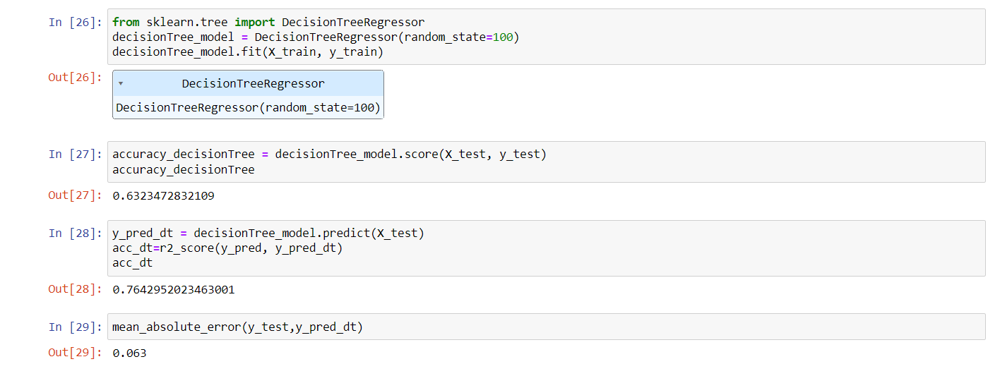 In [26]: from sklearn.tree import DecisionTreeRegressor
decisionTree_model = DecisionTreeRegressor(random_state=100)
decisionTree_model.fit(X_train, y_train)
Out[26]: ▾ DecisionTreeRegressor
DecisionTreeRegressor(random_state=100)
In [27]: accuracy_decisionTree = decisionTree_model.score(X_test, y_test)
accuracy_decisionTree
Out[27]: 0.6323472832109
In [28]: y_pred_dt = decisionTree_model.predict(X_test)
acc_dt=r2_score(y_pred, y_pred_dt)
acc_dt
Out[28]: 0.7642952023463001
In [29]: mean_absolute_error(y_test,y_pred_dt)
Out[29]: 0.063